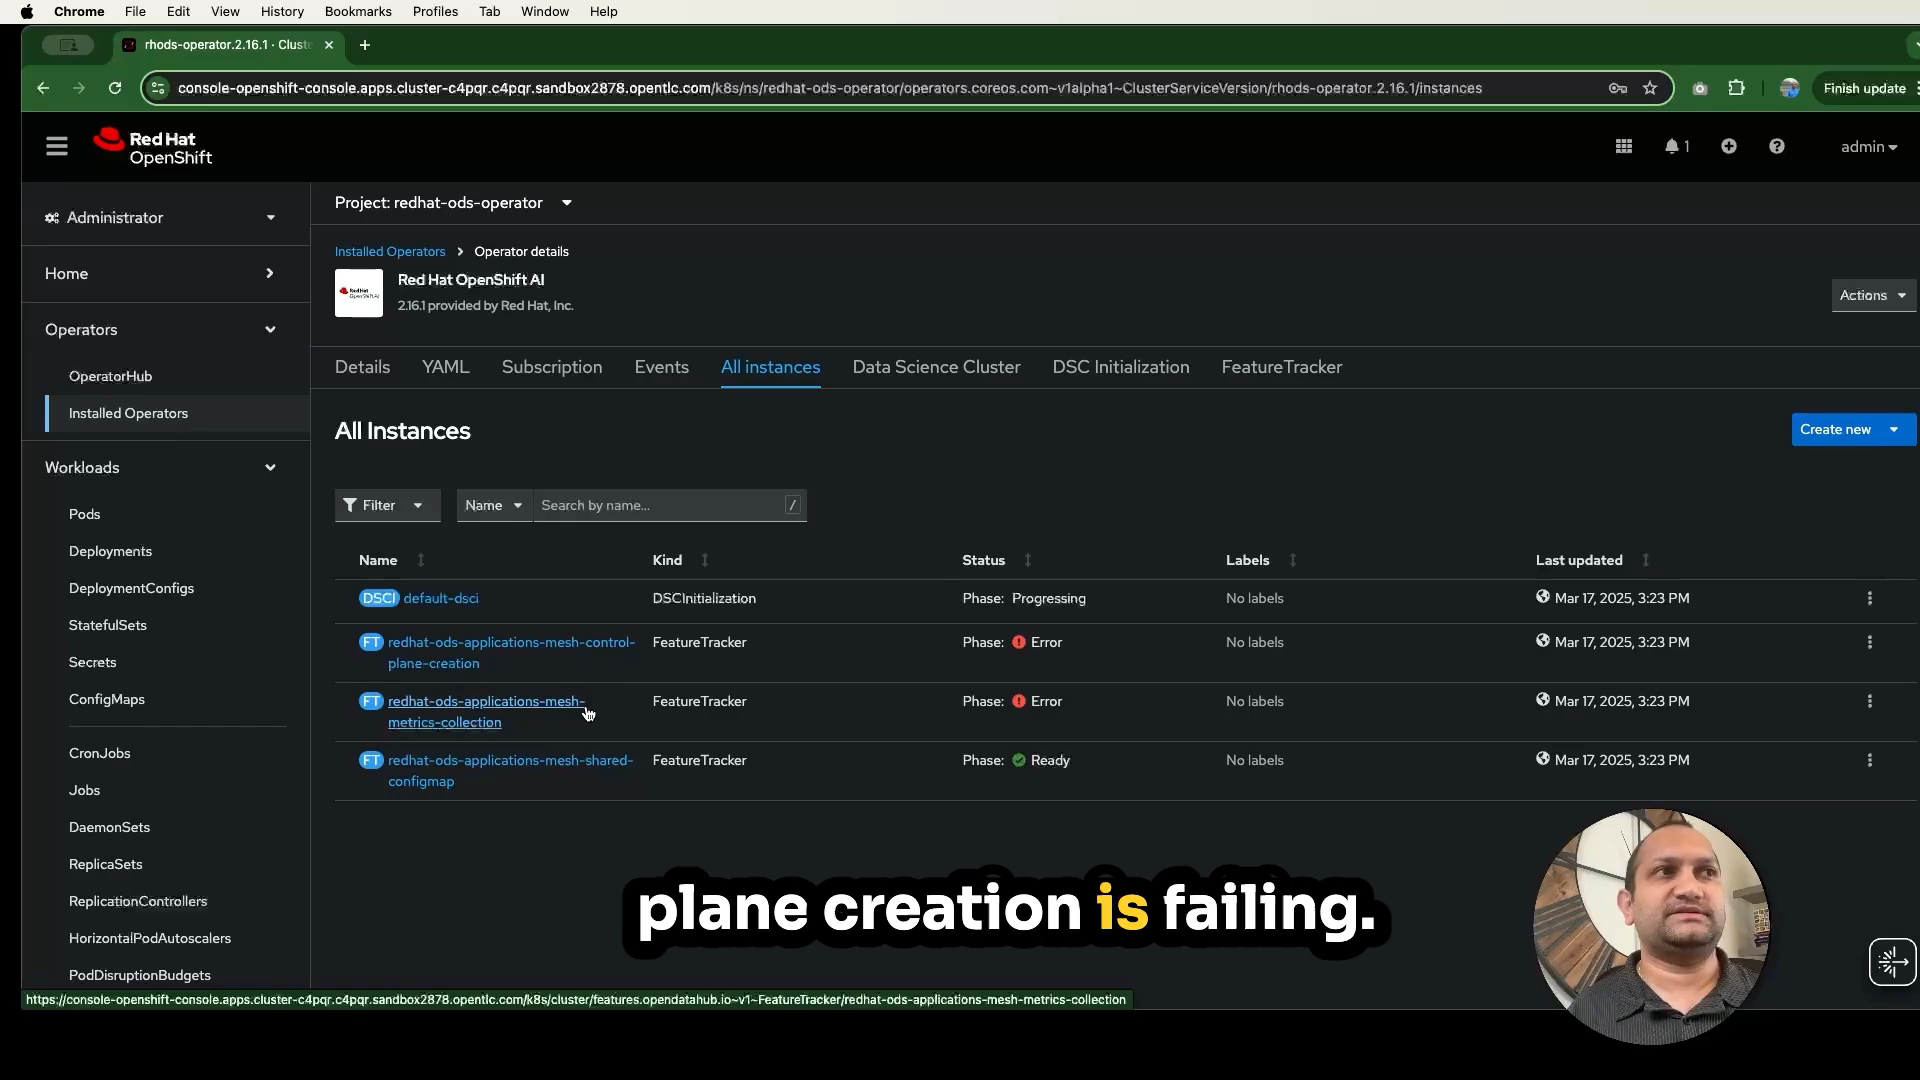 Chrome File Edit View History Bookmarks Profiles Tab Window Help
rhods-operator.2.16.1 · Cluste
console-openshift-console.apps.cluster-c4pqr.c4pqr.sandbox2878.opentlc.com/k8s/ns/redhat-ods-operator/operators.coreos.com~v1alpha1~ClusterServiceVersion/rhods-operator.2.16.1/instances
Finish update
Red Hat
OpenShift
1
admin
Administrator
Home
Operators
OperatorHub
Installed Operators
Workloads
Pods
Deployments
DeploymentConfigs
StatefulSets
Secrets
ConfigMaps
CronJobs
Jobs
DaemonSets
ReplicaSets
ReplicationControllers
HorizontalPodAutoscalers
PodDisruptionBudgets
Project: redhat-ods-operator
Installed Operators > Operator details
Red Hat OpenShift AI
2.16.1 provided by Red Hat, Inc.
Actions
Details YAML Subscription Events All instances Data Science Cluster DSC Initialization FeatureTracker
All Instances
Create new
Filter Name Search by name... /
Name Kind Status Labels Last updated
DSCI default-dsci DSCInitialization Phase: Progressing No labels Mar 17, 2025, 3:23 PM
FT redhat-ods-applications-mesh-control-
plane-creation
FeatureTracker Phase: Error No labels Mar 17, 2025, 3:23 PM
FT redhat-ods-applications-mesh-
metrics-collection
FeatureTracker Phase: Error No labels Mar 17, 2025, 3:23 PM
FT redhat-ods-applications-mesh-shared-
configmap
FeatureTracker Phase: Ready No labels Mar 17, 2025, 3:23 PM
plane creation is failing.
https://console-openshift-console.apps.cluster-c4pqr.c4pqr.sandbox2878.opentlc.com/k8s/cluster/features.opendatahub.io~v1~FeatureTracker/redhat-ods-applications-mesh-metrics-collection